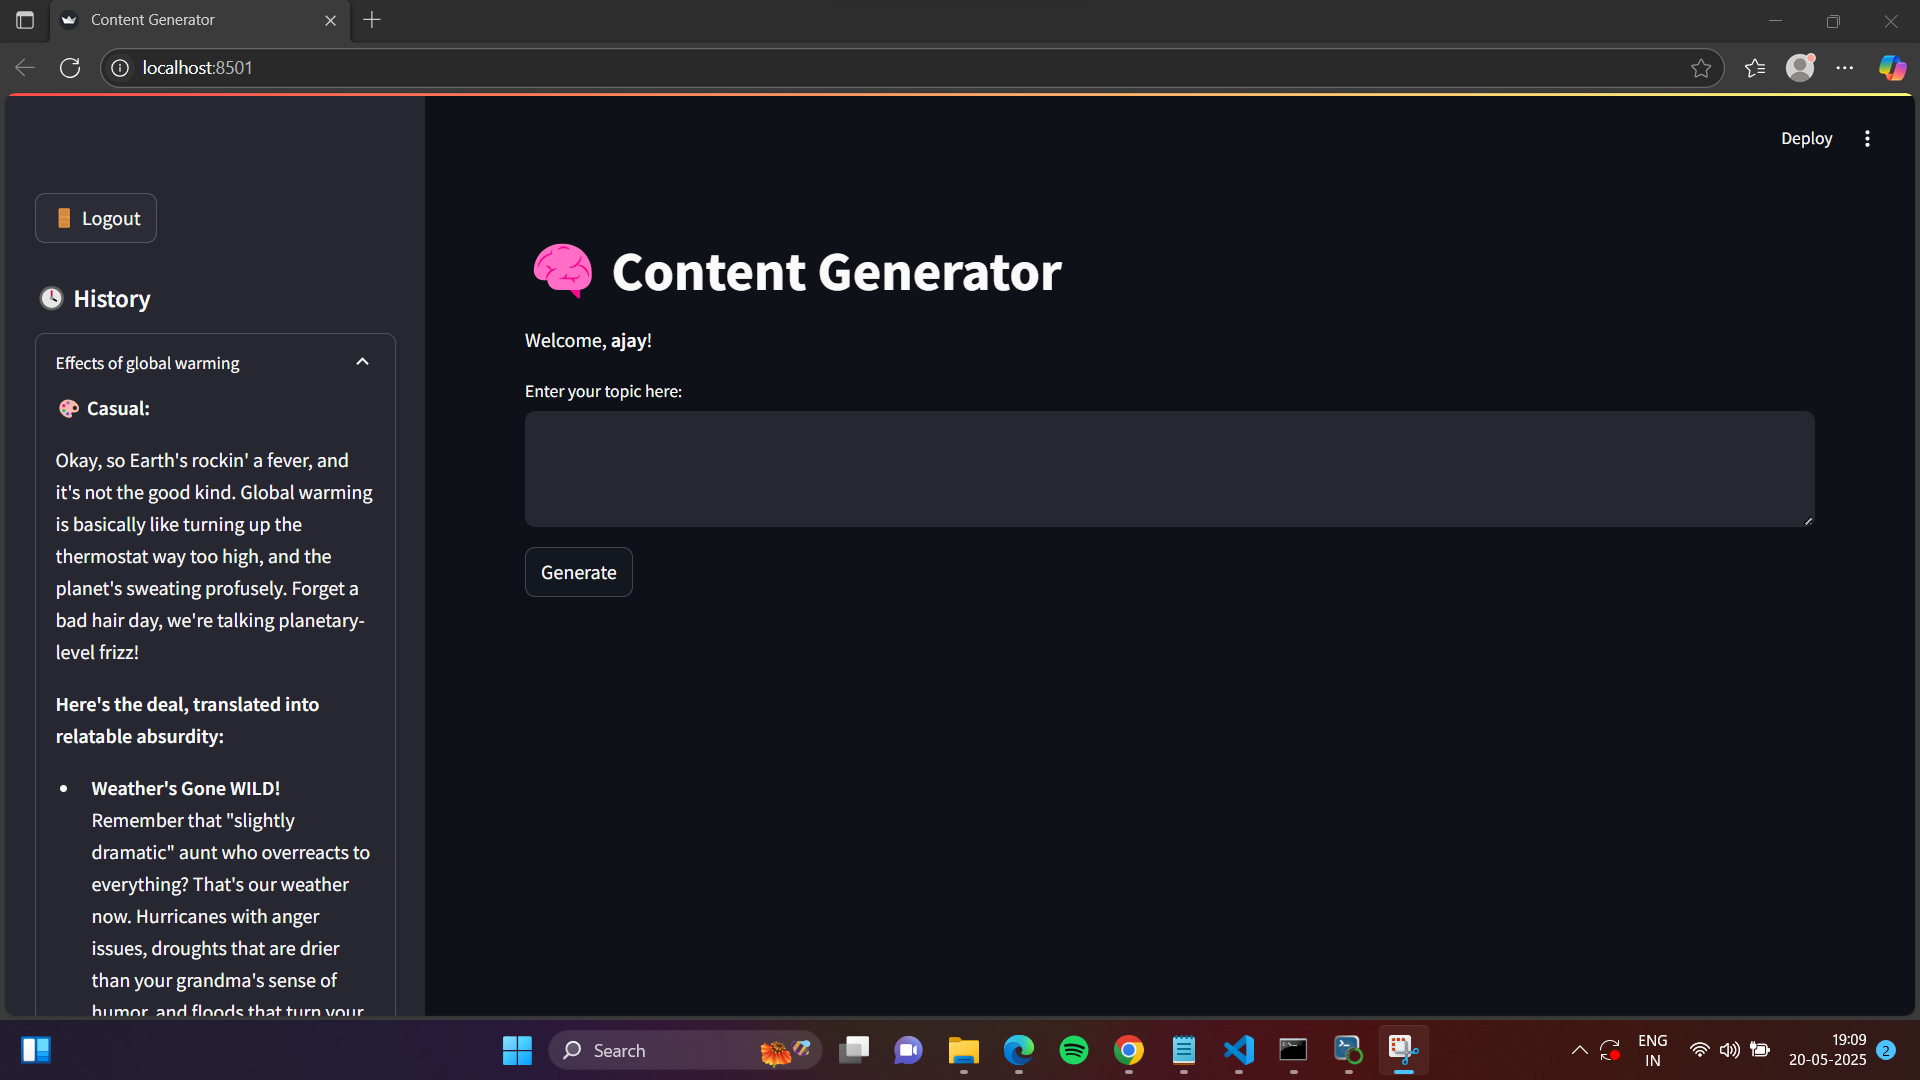 Content Generator
localhost:8501
Deploy
Logout
History
Effects of global warming
Casual:
Okay, so Earth's rockin' a fever, and
it's not the good kind. Global warming
is basically like turning up the
thermostat way too high, and the
planet's sweating profusely. Forget a
bad hair day, we're talking planetary-
level frizz!
Here's the deal, translated into
relatable absurdity:
Weather's Gone WILD!
Remember that "slightly
dramatic" aunt who overreacts to
everything? That's our weather
now. Hurricanes with anger
issues, droughts that are drier
than your grandma's sense of
humor, and floods that turn your
Content Generator
Welcome, ajay!
Enter your topic here:
Generate
Search
ENG
IN
19:09
20-05-2025
2